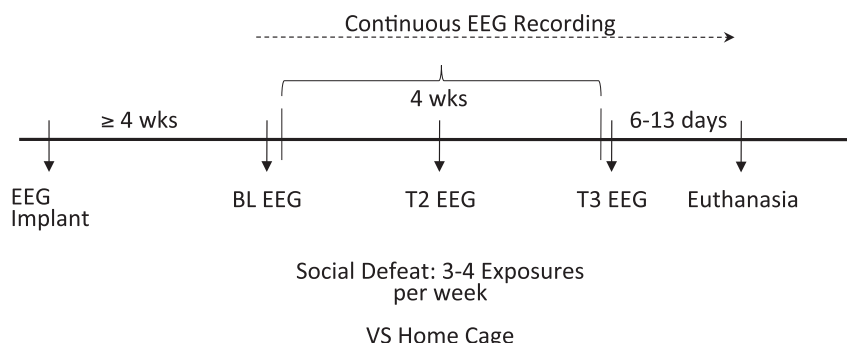 Continuous EEG Recording
4 wks
≥ 4 wks
6-13 days
EEG
Implant
BL EEG
T2 EEG
T3 EEG
Euthanasia
Social Defeat: 3-4 Exposures
per week
VS Home Cage